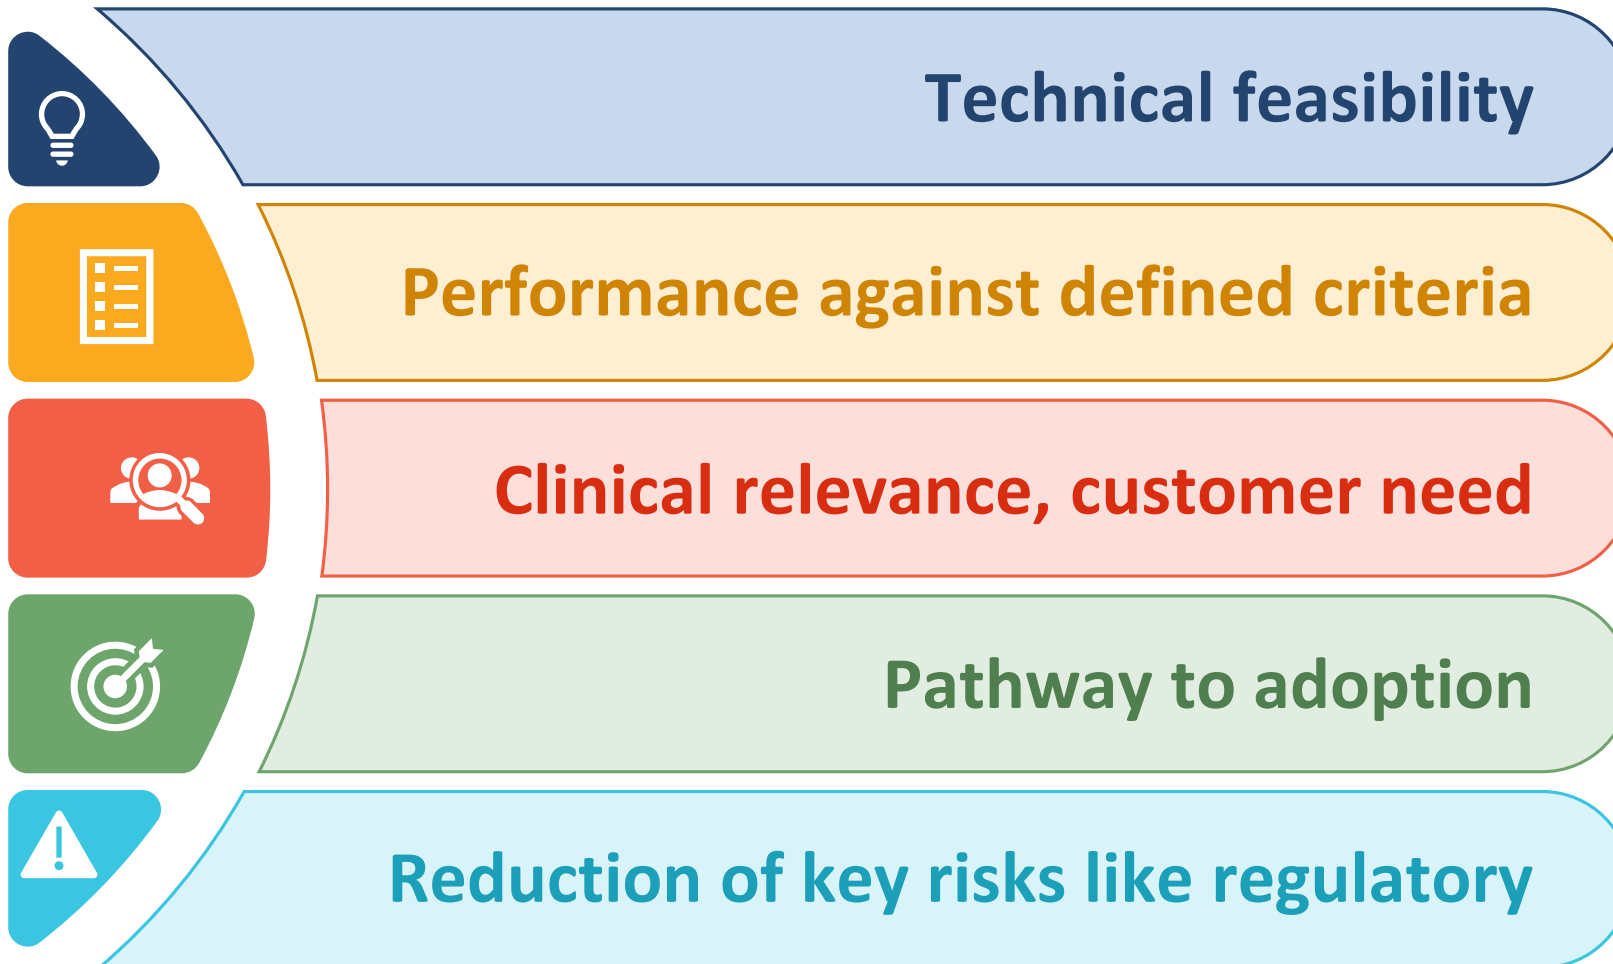 Technical feasibility
Performance against defined criteria
Clinical relevance, customer need
Pathway to adoption
Reduction of key risks like regulatory